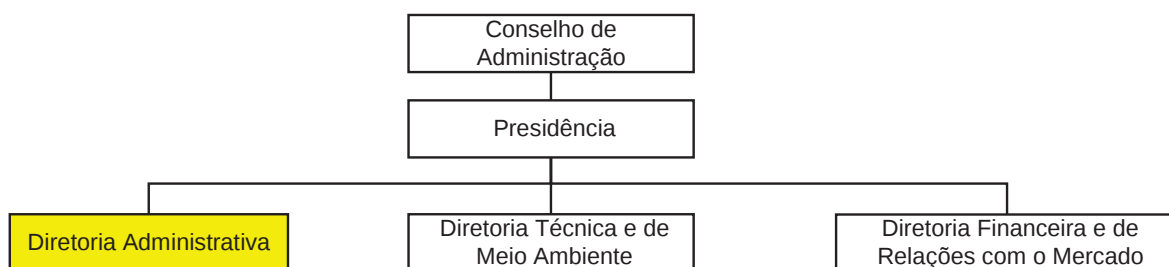 Conselho de
Administração
Presidência
Diretoria Administrativa
Diretoria Técnica e de
Meio Ambiente
Diretoria Financeira e de
Relações com o Mercado